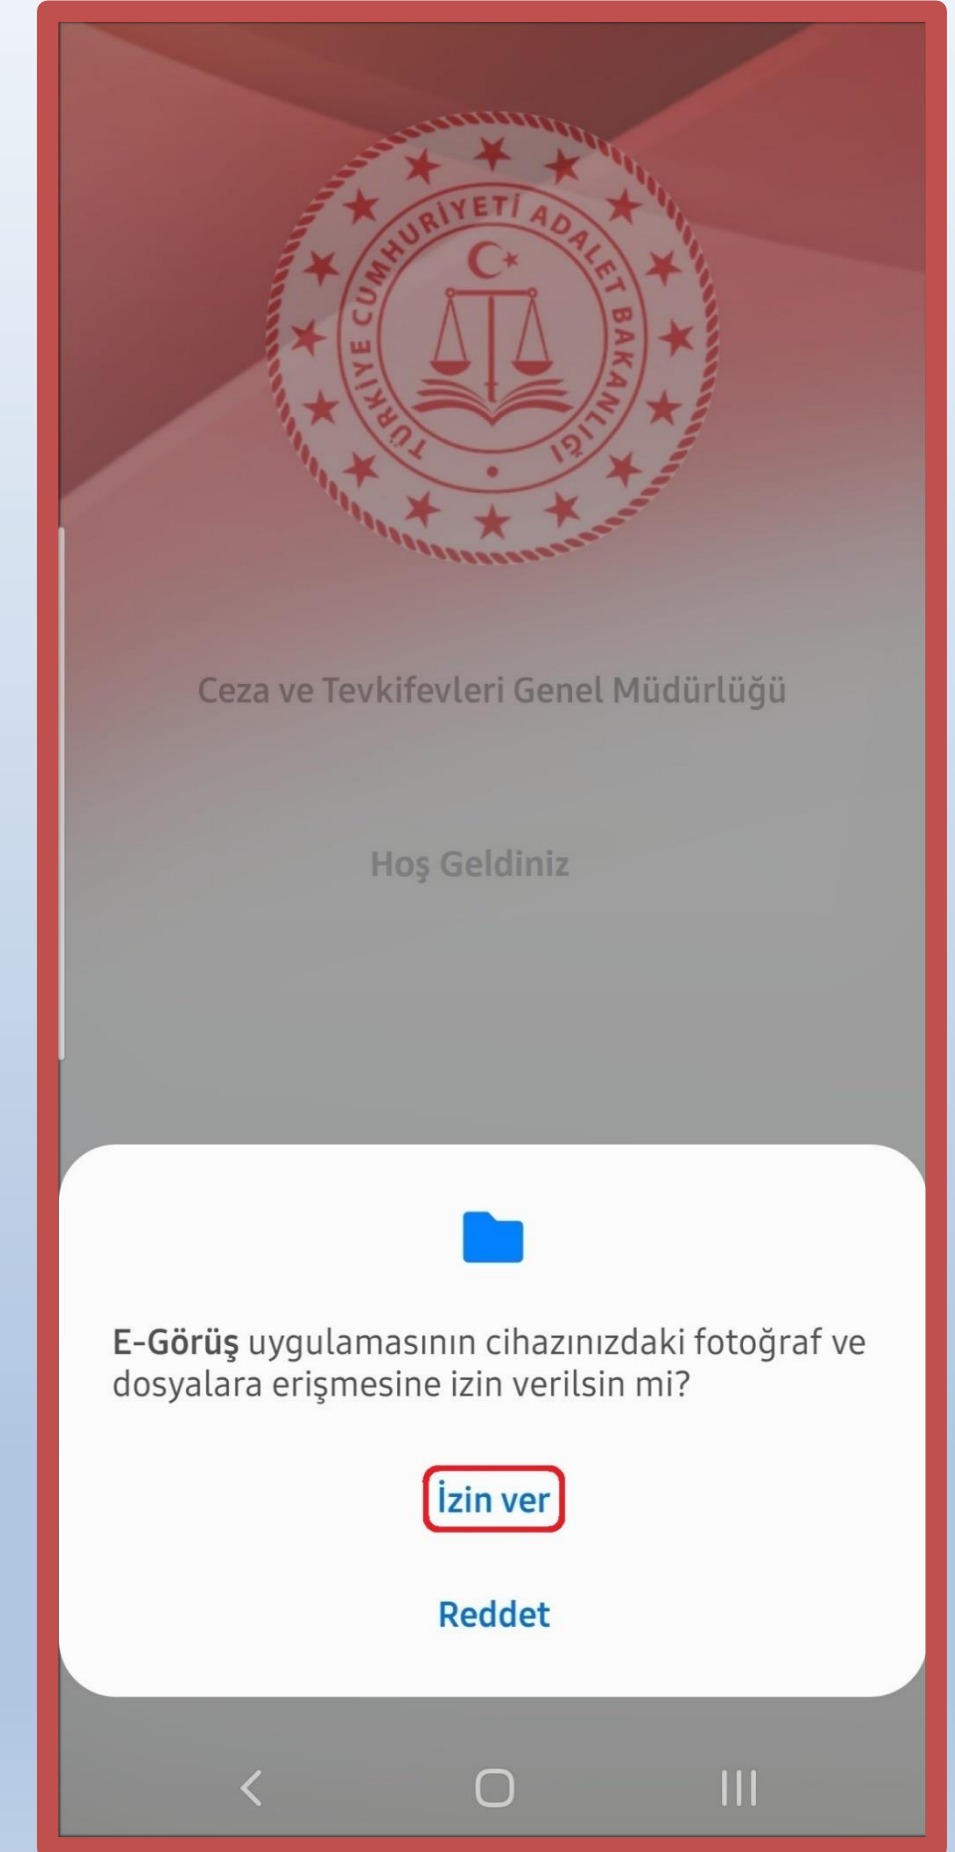 TÜRKİYE CUMHURİYETİ ADALET BAKANLIĞI
Ceza ve Tevkifevleri Genel Müdürlüğü
Hoş Geldiniz
E-Görüş uygulamasının cihazınızdaki fotoğraf ve
dosyalara erişmesine izin verilsin mi?
İzin ver
Reddet